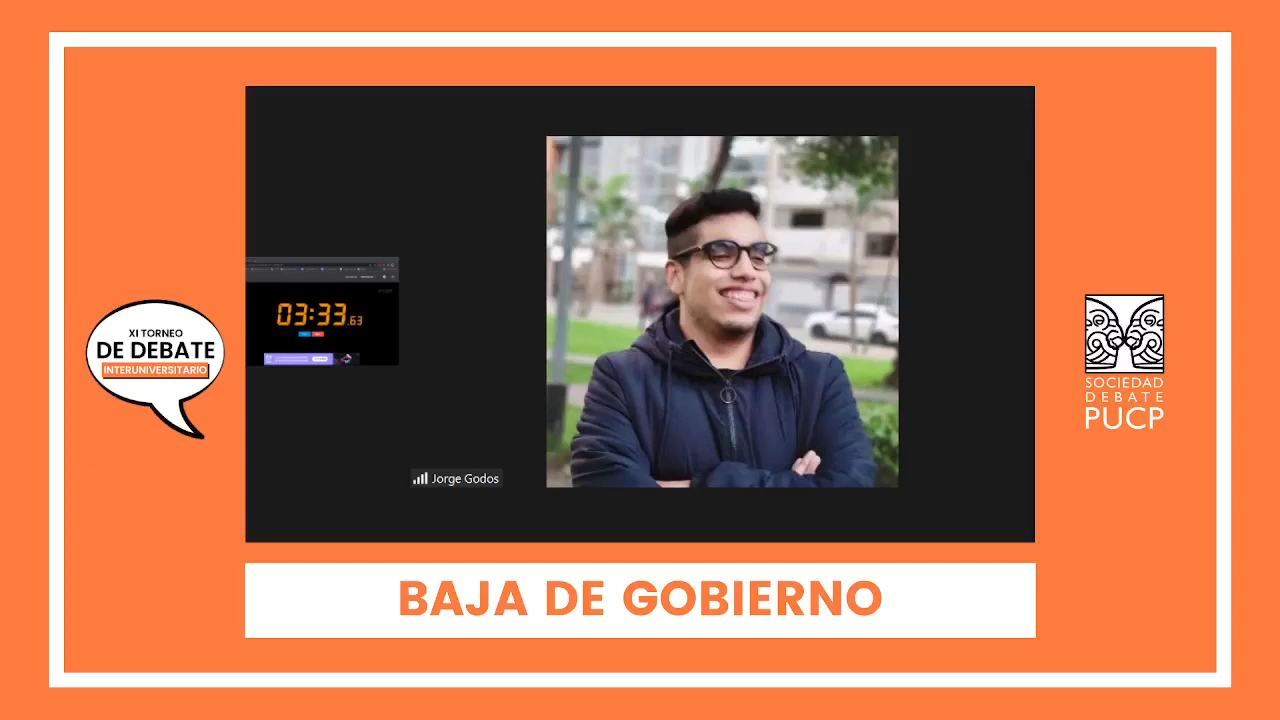 XI TORNEO
DE DEBATE
INTERUNIVERSITARIO
03:33.63
Jorge Godos
SOCIEDAD
DEBATE
PUCP
BAJA DE GOBIERNO